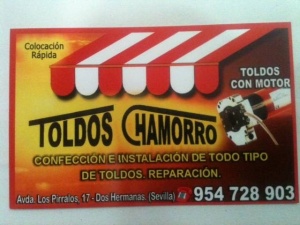 Colocación
Rápida
TOLDOS
CON MOTOR
TOLDOS CHAMORRO
CONFECCIÓN E INSTALACIÓN DE TODO TIPO
DE TOLDOS. REPARACIÓN.
Avda. Los Pirralos, 17 - Dos Hermanas. (Sevilla) 954 728 903